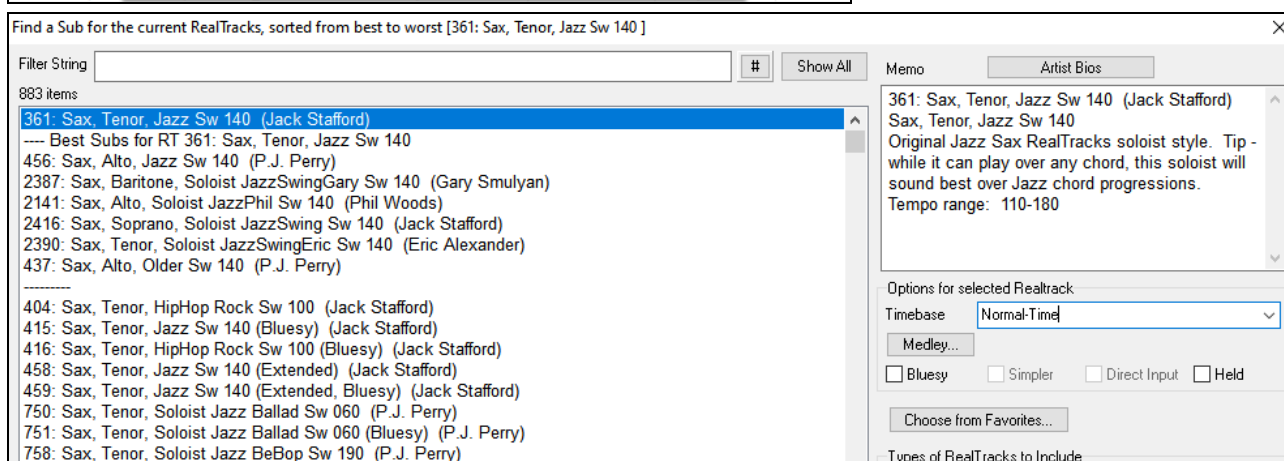 Find a Sub for the current RealTracks, sorted from best to worst [361: Sax, Tenor, Jazz Sw 140 ]
Filter String
#
Show All
883 items
361: Sax, Tenor, Jazz Sw 140 (Jack Stafford)
---- Best Subs for RT 361: Sax, Tenor, Jazz Sw 140
456: Sax, Alto, Jazz Sw 140 (P.J. Perry)
2387: Sax, Baritone, Soloist JazzSwingGary Sw 140 (Gary Smulyan)
2141: Sax, Alto, Soloist JazzPhil Sw 140 (Phil Woods)
2416: Sax, Soprano, Soloist JazzSwing Sw 140 (Jack Stafford)
2390: Sax, Tenor, Soloist JazzSwingEric Sw 140 (Eric Alexander)
437: Sax, Alto, Older Sw 140 (P.J. Perry)
---------
404: Sax, Tenor, HipHop Rock Sw 100 (Jack Stafford)
415: Sax, Tenor, Jazz Sw 140 (Bluesy) (Jack Stafford)
416: Sax, Tenor, HipHop Rock Sw 100 (Bluesy) (Jack Stafford)
458: Sax, Tenor, Jazz Sw 140 (Extended) (Jack Stafford)
459: Sax, Tenor, Jazz Sw 140 (Extended, Bluesy) (Jack Stafford)
750: Sax, Tenor, Soloist Jazz Ballad Sw 060 (P.J. Perry)
751: Sax, Tenor, Soloist Jazz Ballad Sw 060 (Bluesy) (P.J. Perry)
758: Sax, Tenor, Soloist Jazz BeBop Sw 190 (P.J. Perry)
Memo
Artist Bios
361: Sax, Tenor, Jazz Sw 140 (Jack Stafford)
Sax, Tenor, Jazz Sw 140
Original Jazz Sax RealTracks soloist style. Tip -
while it can play over any chord, this soloist will
sound best over Jazz chord progressions.
Tempo range: 110-180
Options for selected Realtrack
Timebase
Normal-Time
Medley...
Bluesy
Simpler
Direct Input
Held
Choose from Favorites...
Types of RealTracks to Include